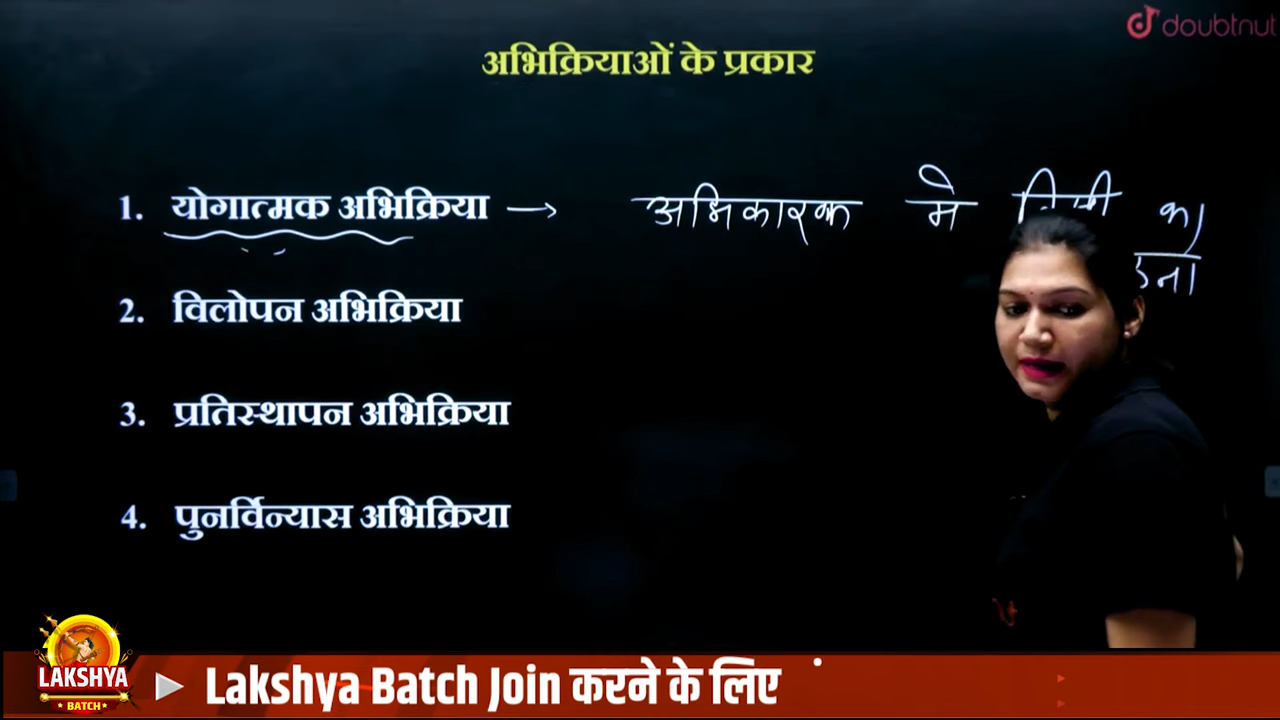 doubtnut
अभिक्रियाओं के प्रकार
1. योगात्मक अभिक्रिया → अभिकारक में किसी का
2. विलोपन अभिक्रिया
3. प्रतिस्थापन अभिक्रिया
4. पुनर्विन्यास अभिक्रिया
LAKSHYA
BATCH
Lakshya Batch Join करने के लिए